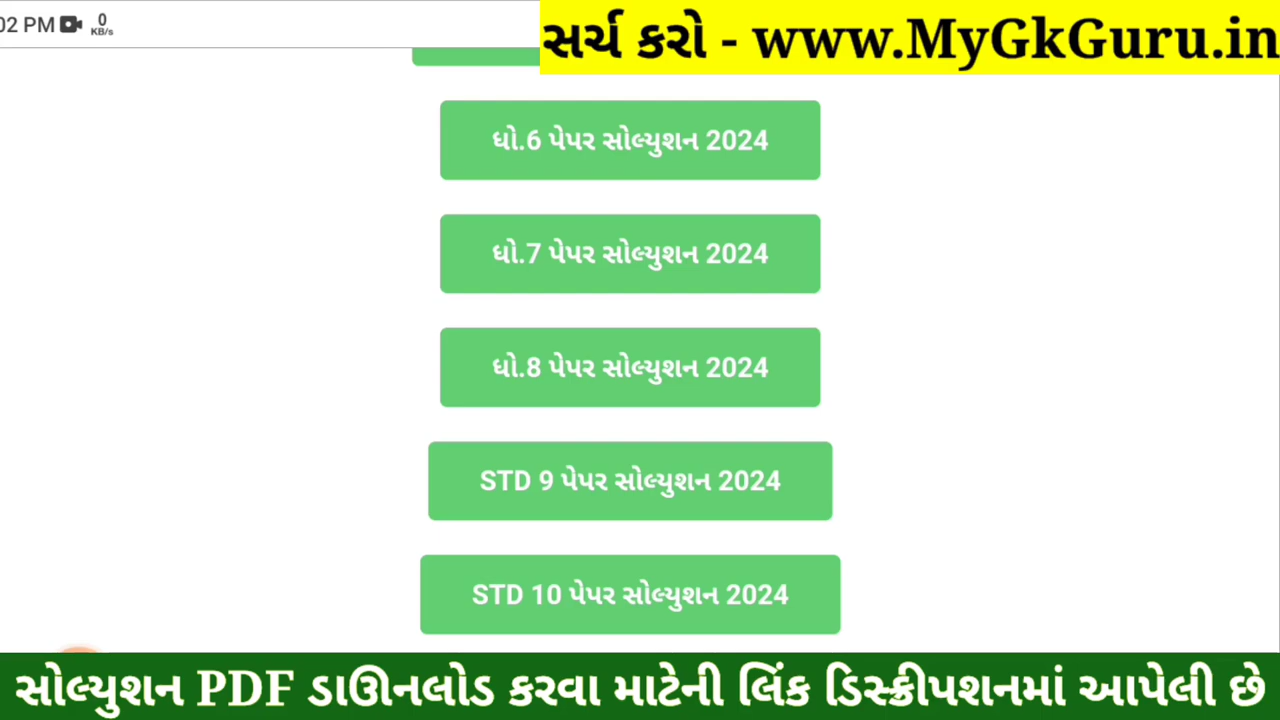 02 PM 0 KB/s
સર્ચ કરો - www.MyGkGuru.in
ધો.6 પેપર સોલ્યુશન 2024
ધો.7 પેપર સોલ્યુશન 2024
ધો.8 પેપર સોલ્યુશન 2024
STD 9 પેપર સોલ્યુશન 2024
STD 10 પેપર સોલ્યુશન 2024
સોલ્યુશન PDF ડાઊનલોડ કરવા માટેની લિંક ડિસ્ક્રીપશનમાં આપેલી છે